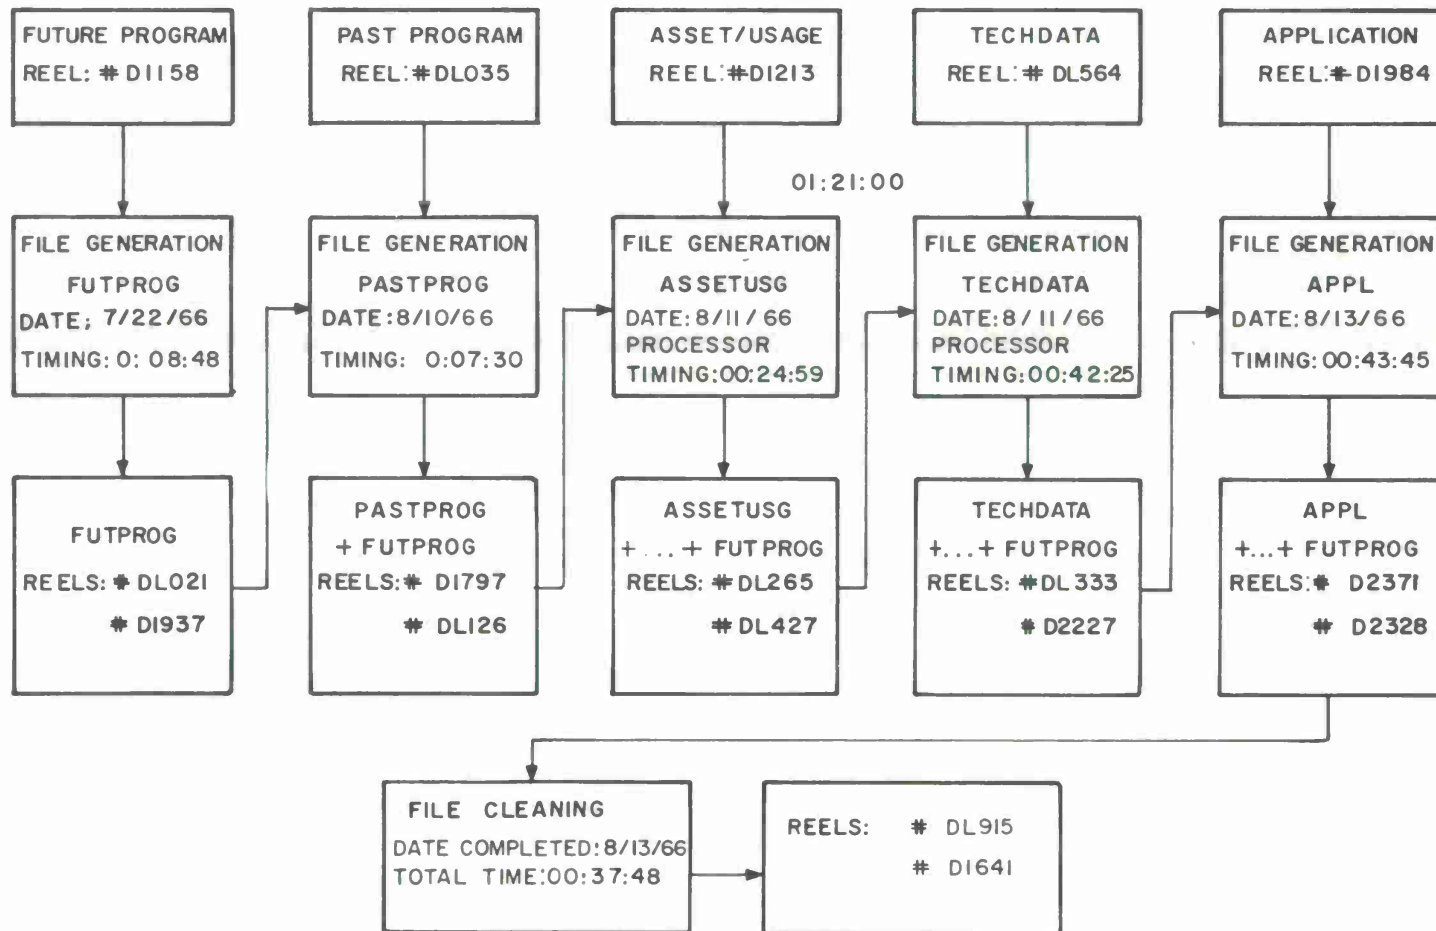 FUTURE PROGRAM
REEL: # D1158
PAST PROGRAM
REEL: #DL035
ASSET/USAGE
REEL: #D1213
TECHDATA
REEL: # DL564
APPLICATION
REEL: # D1984
01:21:00
FILE GENERATION
FUTPROG
DATE; 7/22/66
TIMING: 0: 08:48
FILE GENERATION
PASTPROG
DATE:8/10/66
TIMING: 0:07:30
FILE GENERATION
ASSETUSG
DATE: 8/11/66
PROCESSOR
TIMING:00:24:59
FILE GENERATION
TECHDATA
DATE: 8/11/66
PROCESSOR
TIMING:00:42:25
FILE GENERATION
APPL
DATE:8/13/66
TIMING: 00:43:45
FUTPROG
REELS: # DL021
# D1937
PASTPROG
+ FUTPROG
REELS: # D1797
# DL126
ASSETUSG
+...+ FUTPROG
REELS: #DL265
# DL427
TECHDATA
+...+ FUTPROG
REELS: #DL333
# D2227
APPL
+...+ FUTPROG
REELS: # D2371
# D2328
FILE CLEANING
DATE COMPLETED: 8/13/66
TOTAL TIME:00:37:48
REELS: # DL915
# D1641